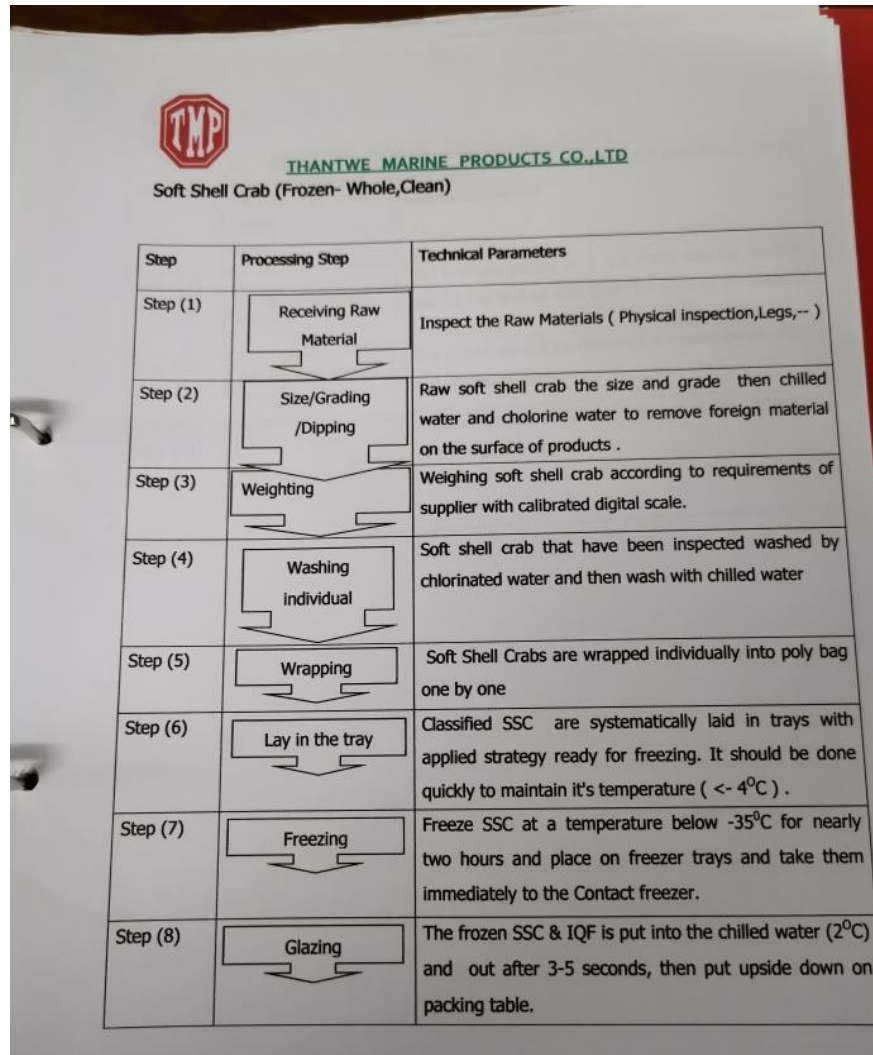 TMP
THANTWE MARINE PRODUCTS CO.,LTD
Soft Shell Crab (Frozen- Whole,Clean)
Step Processing Step Technical Parameters
Step (1) Receiving Raw
Material
Inspect the Raw Materials ( Physical inspection,Legs,-- )
Step (2) Size/Grading
/Dipping
Raw soft shell crab the size and grade then chilled
water and cholorine water to remove foreign material
on the surface of products .
Step (3) Weighting
Weighing soft shell crab according to requirements of
supplier with calibrated digital scale.
Step (4) Washing
individual
Soft shell crab that have been inspected washed by
chlorinated water and then wash with chilled water
Step (5) Wrapping
Soft Shell Crabs are wrapped individually into poly bag
one by one
Step (6) Lay in the tray
Classified SSC are systematically laid in trays with
applied strategy ready for freezing. It should be done
quickly to maintain it's temperature ( <- 4⁰C ) .
Step (7) Freezing
Freeze SSC at a temperature below -35⁰C for nearly
two hours and place on freezer trays and take them
immediately to the Contact freezer.
Step (8) Glazing
The frozen SSC & IQF is put into the chilled water (2⁰C)
and out after 3-5 seconds, then put upside down on
packing table.